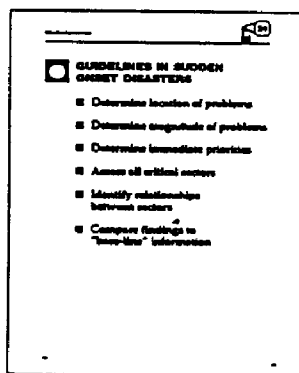 GUIDELINES IN SUDDEN
ONSET DISASTERS
Determine location of problems
Determine magnitude of problems
Determine immediate priorities
Assess all critical sectors
Identify relationships
between sectors
Compare findings to
"base-line" information